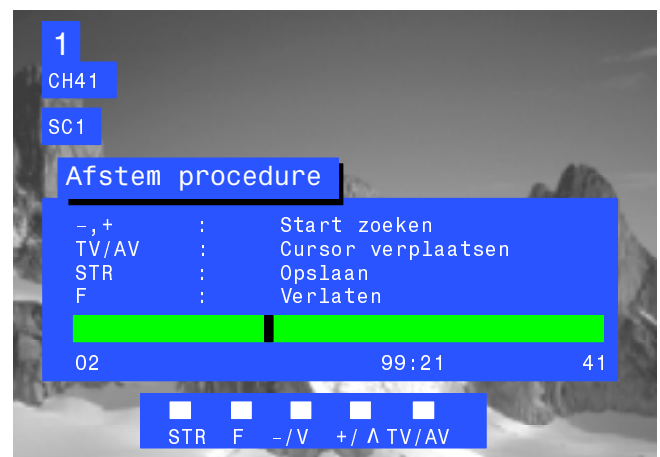 1
CH41
SC1
Afstem procedure
-,+ : Start zoeken
TV/AV : Cursor verplaatsen
STR : Opslaan
F : Verlaten
02 99:21 41
STR F -/V +/Λ TV/AV